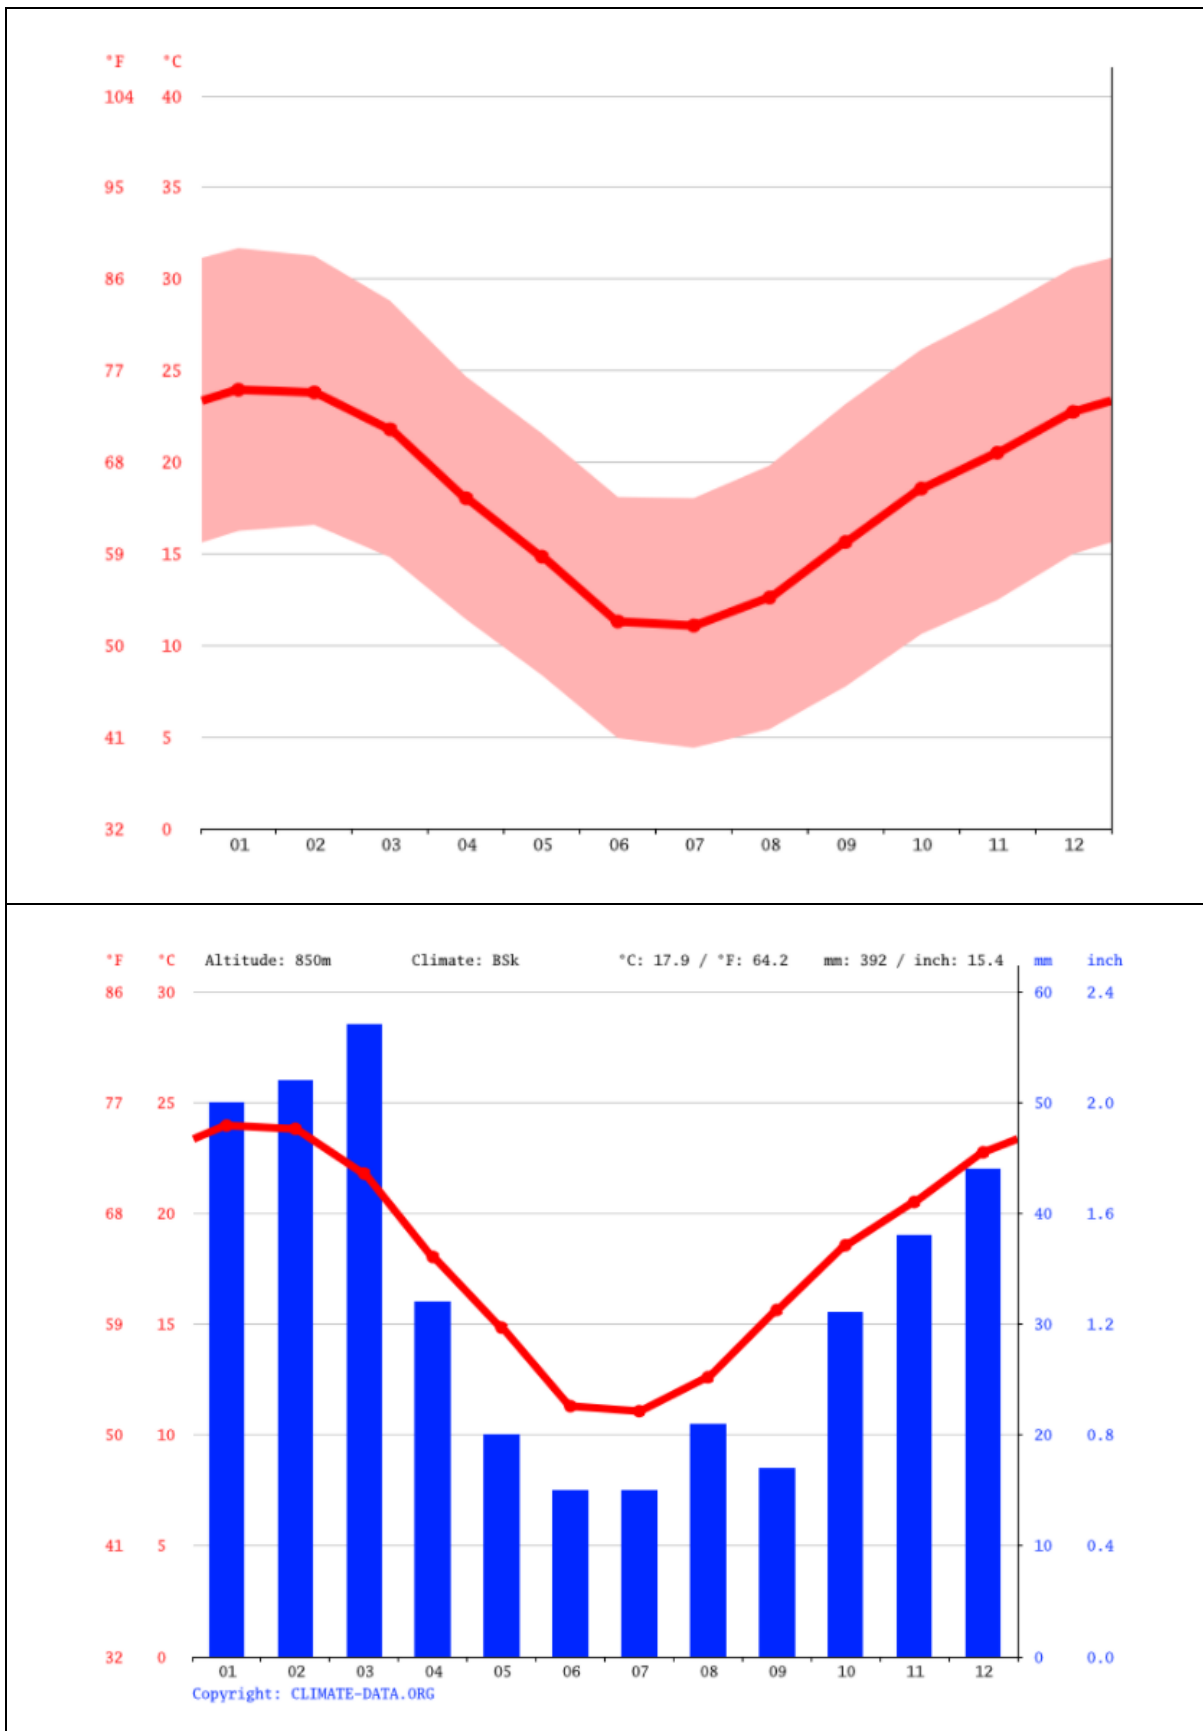 °F °C
104 40
95 35
86 30
77 25
68 20
59 15
50 10
41 5
32 0
01 02 03 04 05 06 07 08 09 10 11 12
°F °C Altitude: 850m Climate: BSk °C: 17.9 / °F: 64.2 mm: 392 / inch: 15.4 mm inch
86 30 60 2.4
77 25 50 2.0
68 20 40 1.6
59 15 30 1.2
50 10 20 0.8
41 5 10 0.4
32 0 0 0.0
01 02 03 04 05 06 07 08 09 10 11 12
Copyright: CLIMATE-DATA.ORG